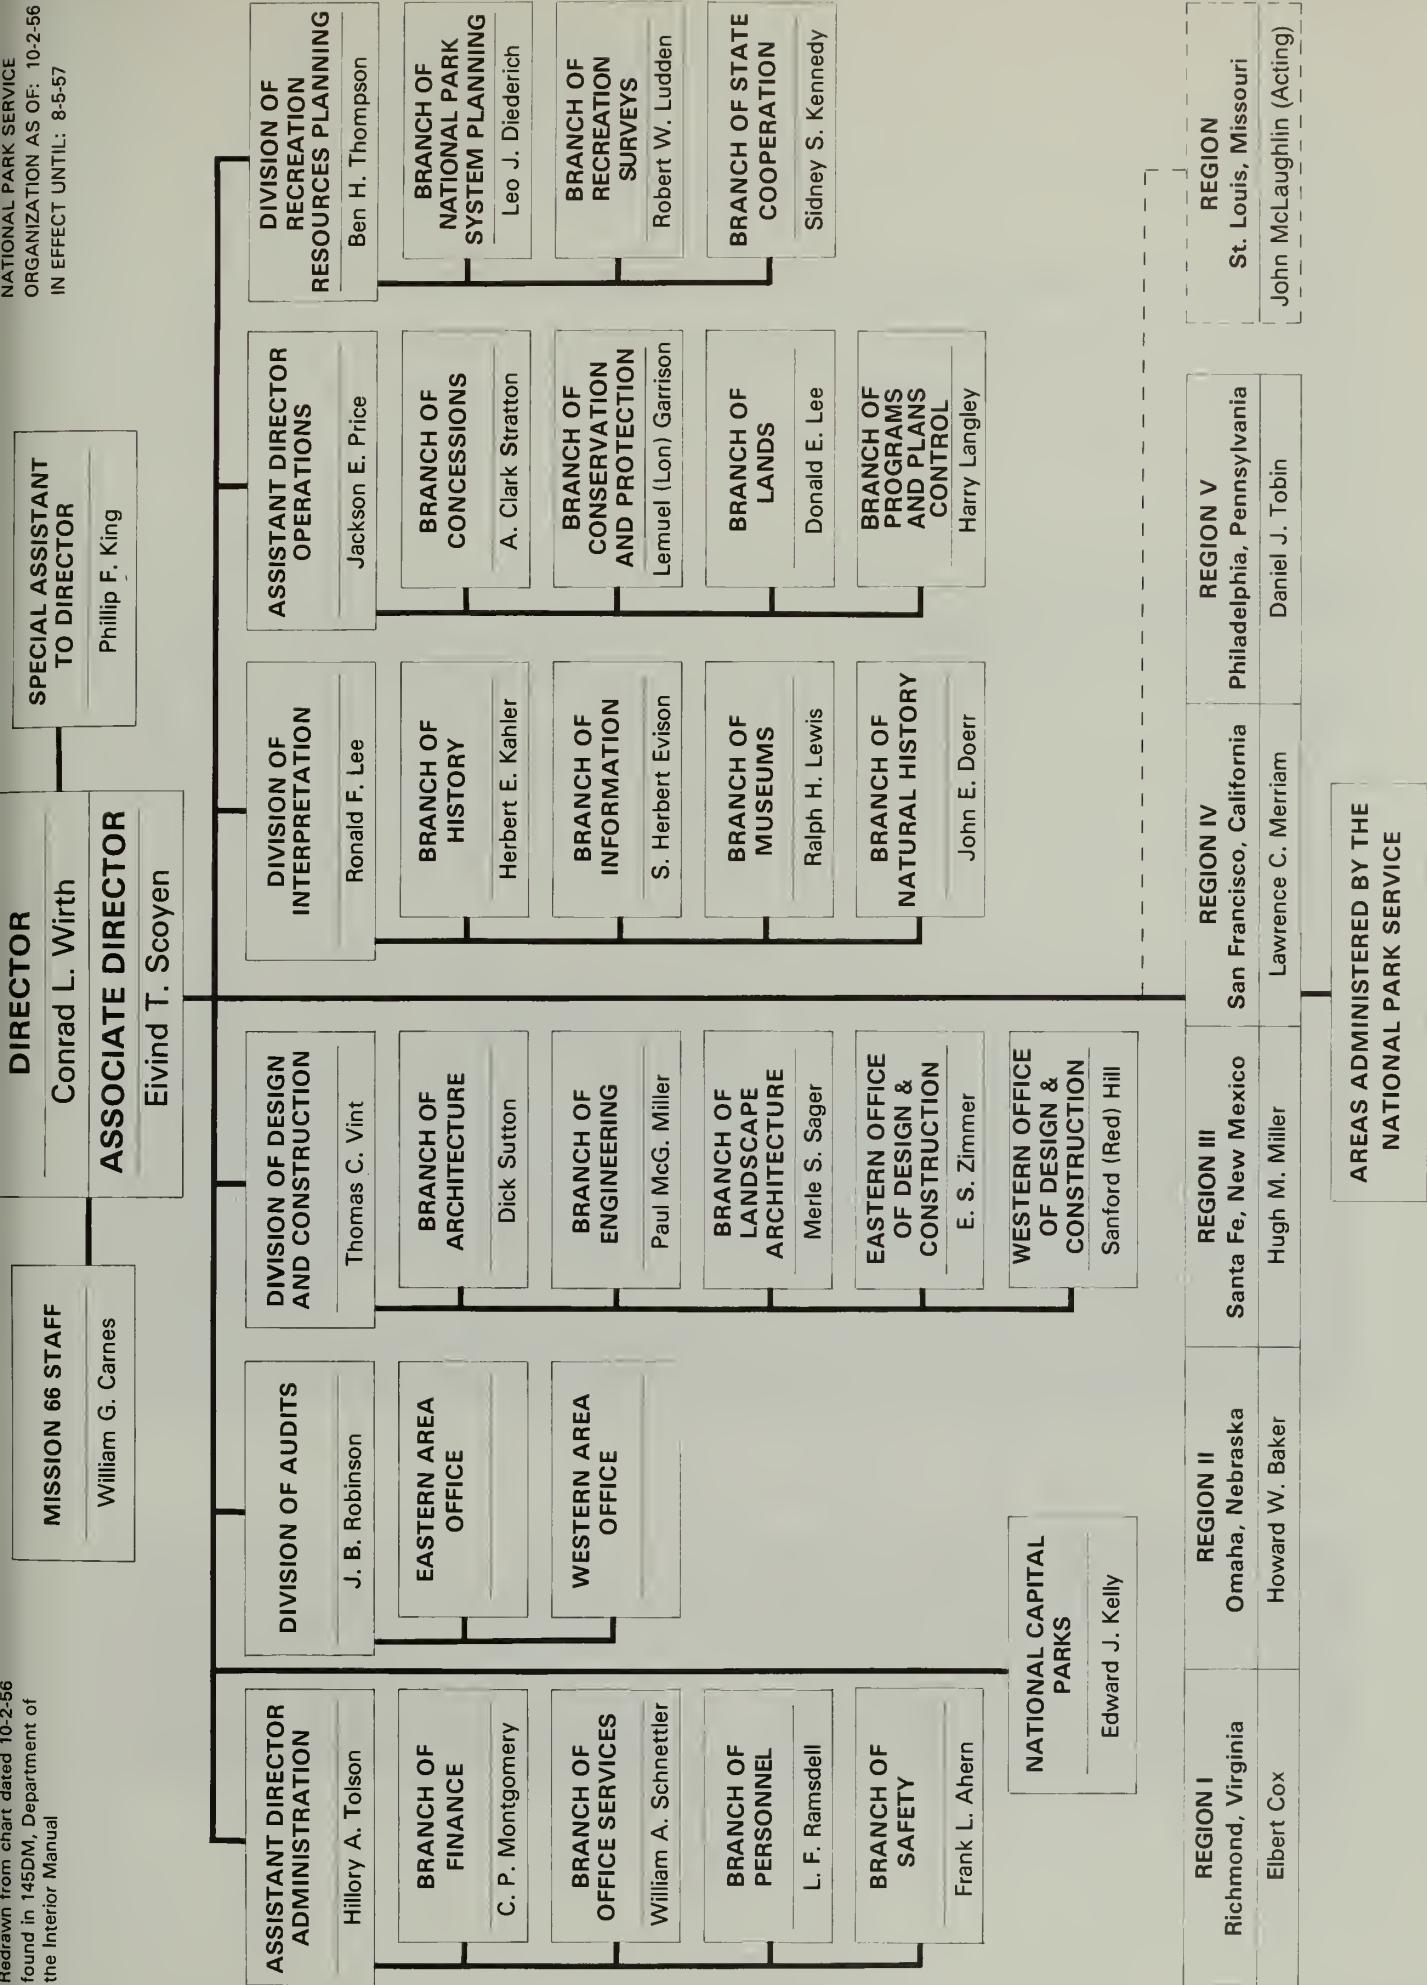 Redrawn from chart dated 10-2-56
found in 145DM, Department of
the Interior Manual
NATIONAL PARK SERVICE
ORGANIZATION AS OF: 10-2-56
IN EFFECT UNTIL: 8-5-57
DIRECTOR
Conrad L. Wirth
ASSOCIATE DIRECTOR
Eivind T. Scoyen
MISSION 66 STAFF
William G. Carnes
SPECIAL ASSISTANT
TO DIRECTOR
Phillip F. King
ASSISTANT DIRECTOR
ADMINISTRATION
Hillory A. Tolson
BRANCH OF
FINANCE
C. P. Montgomery
BRANCH OF
OFFICE SERVICES
William A. Schnettler
BRANCH OF
PERSONNEL
L. F. Ramsdell
BRANCH OF
SAFETY
Frank L. Ahern
DIVISION OF AUDITS
J. B. Robinson
EASTERN AREA
OFFICE
WESTERN AREA
OFFICE
NATIONAL CAPITAL
PARKS
Edward J. Kelly
DIVISION OF DESIGN
AND CONSTRUCTION
Thomas C. Vint
BRANCH OF
ARCHITECTURE
Dick Sutton
BRANCH OF
ENGINEERING
Paul McG. Miller
BRANCH OF
LANDSCAPE
ARCHITECTURE
Merle S. Sager
EASTERN OFFICE
OF DESIGN &
CONSTRUCTION
E. S. Zimmer
WESTERN OFFICE
OF DESIGN &
CONSTRUCTION
Sanford (Red) Hill
DIVISION OF
INTERPRETATION
Ronald F. Lee
BRANCH OF
HISTORY
Herbert E. Kahler
BRANCH OF
INFORMATION
S. Herbert Evison
BRANCH OF
MUSEUMS
Ralph H. Lewis
BRANCH OF
NATURAL HISTORY
John E. Doerr
ASSISTANT DIRECTOR
OPERATIONS
Jackson E. Price
BRANCH OF
CONCESSIONS
A. Clark Stratton
BRANCH OF
CONSERVATION
AND PROTECTION
Lemuel (Lon) Garrison
BRANCH OF
LANDS
Donald E. Lee
BRANCH OF
PROGRAMS
AND PLANS
CONTROL
Harry Langley
DIVISION OF
RECREATION
RESOURCES PLANNING
Ben H. Thompson
BRANCH OF
NATIONAL PARK
SYSTEM PLANNING
Leo J. Diederich
BRANCH OF
RECREATION
SURVEYS
Robert W. Ludden
BRANCH OF STATE
COOPERATION
Sidney S. Kennedy
REGION I
Richmond, Virginia
Elbert Cox
REGION II
Omaha, Nebraska
Howard W. Baker
REGION III
Santa Fe, New Mexico
Hugh M. Miller
REGION IV
San Francisco, California
Lawrence C. Merriam
REGION V
Philadelphia, Pennsylvania
Daniel J. Tobin
REGION
St. Louis, Missouri
John McLaughlin (Acting)
AREAS ADMINISTERED BY THE
NATIONAL PARK SERVICE